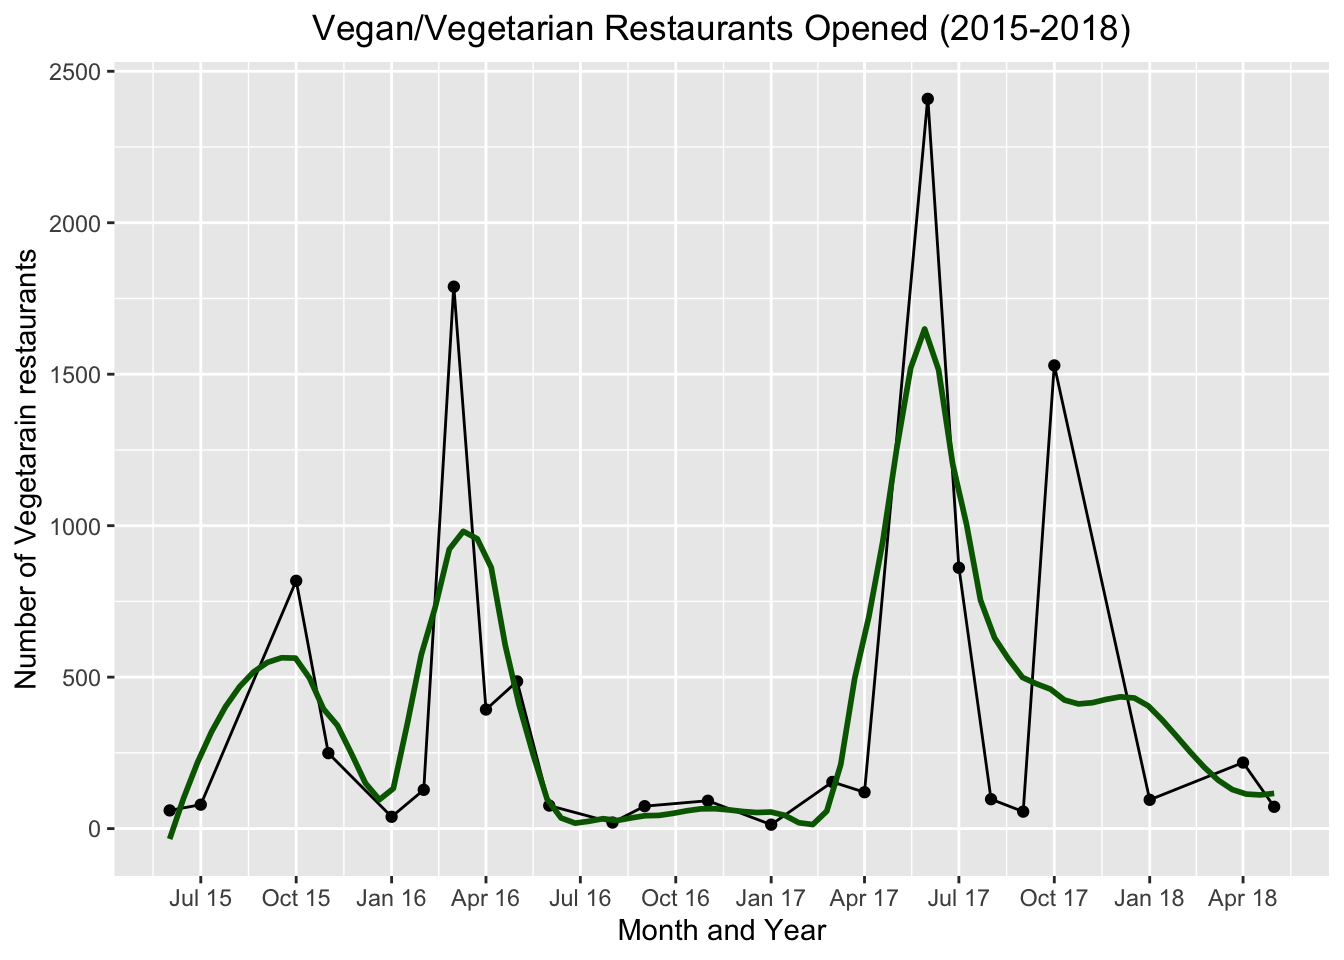 Vegan/Vegetarian Restaurants Opened (2015-2018)
2500
2000
1500
1000
500
0
Number of Vegetarain restaurants
Jul 15 Oct 15 Jan 16 Apr 16 Jul 16 Oct 16 Jan 17 Apr 17 Jul 17 Oct 17 Jan 18 Apr 18
Month and Year